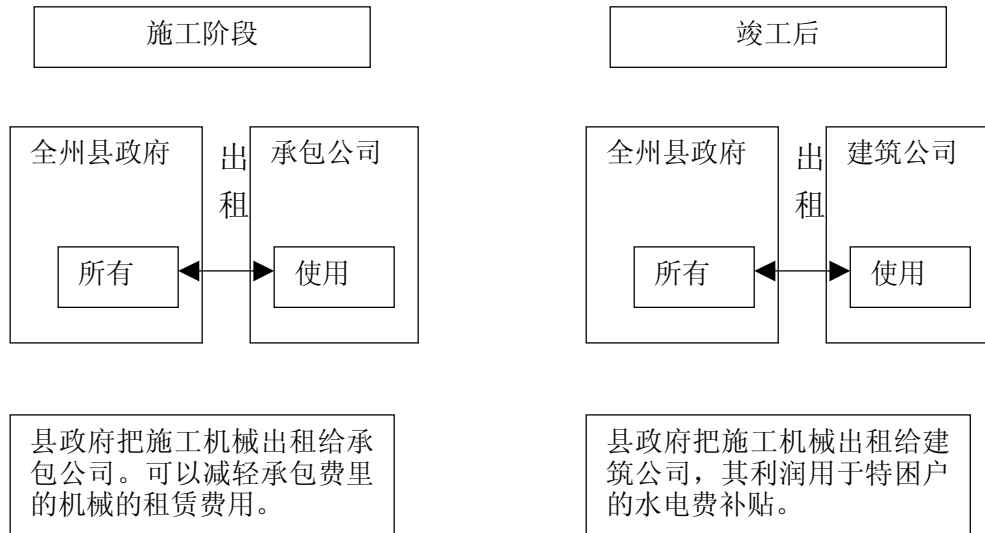 施工阶段
竣工后
全州县政府
出租
承包公司
所有
使用
全州县政府
出租
建筑公司
所有
使用
县政府把施工机械出租给承
包公司。可以减轻承包费里
的机械的租赁费用。
县政府把施工机械出租给建
筑公司，其利润用于特困户
的水电费补贴。